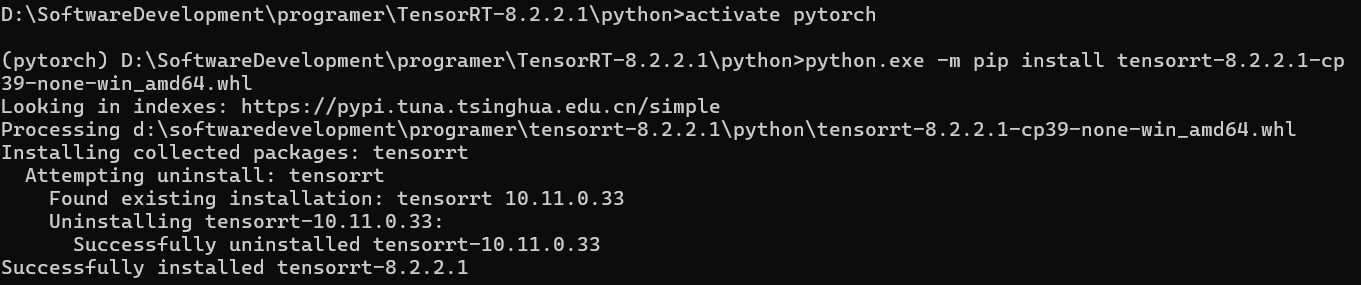 D:\SoftwareDevelopment\programer\TensorRT-8.2.2.1\python>activate pytorch
(pytorch) D:\SoftwareDevelopment\programer\TensorRT-8.2.2.1\python>python.exe -m pip install tensorrt-8.2.2.1-cp
39-none-win_amd64.whl
Looking in indexes: https://pypi.tuna.tsinghua.edu.cn/simple
Processing d:\softwaredevelopment\programer\tensorrt-8.2.2.1\python\tensorrt-8.2.2.1-cp39-none-win_amd64.whl
Installing collected packages: tensorrt
  Attempting uninstall: tensorrt
    Found existing installation: tensorrt 10.11.0.33
    Uninstalling tensorrt-10.11.0.33:
      Successfully uninstalled tensorrt-10.11.0.33
Successfully installed tensorrt-8.2.2.1